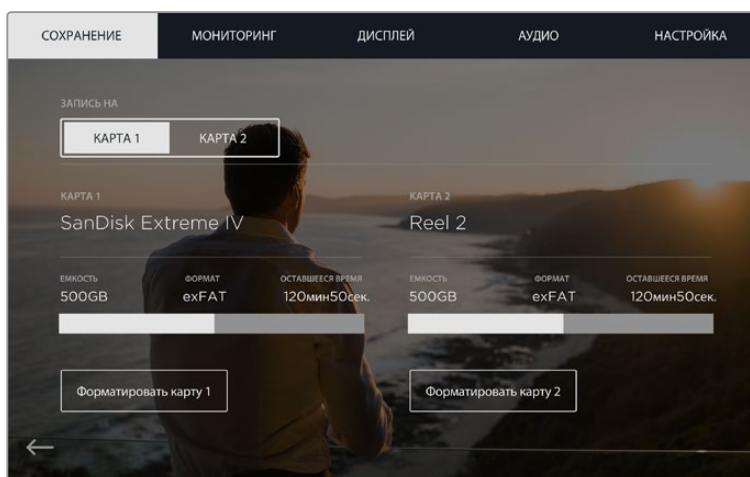 СОХРАНЕНИЕ МОНИТОРИНГ ДИСПЛЕЙ АУДИО НАСТРОЙКА
ЗАПИСЬ НА
КАРТА 1 КАРТА 2
КАРТА 1 КАРТА 2
SanDisk Extreme IV Reel 2
ЕМКОСТЬ ФОРМАТ ОСТАВШЕЕСЯ ВРЕМЯ ЕМКОСТЬ ФОРМАТ ОСТАВШЕЕСЯ ВРЕМЯ
500GB exFAT 120мин50сек. 500GB exFAT 120мин50сек.
Форматировать карту 1 Форматировать карту 2